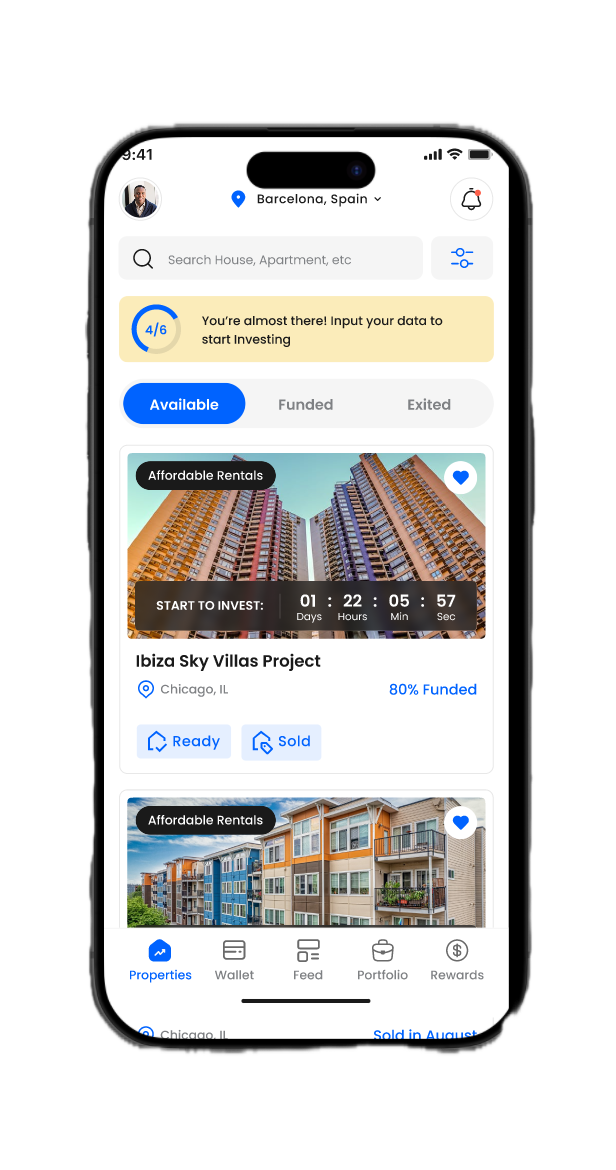 9:41
Barcelona, Spain
Search House, Apartment, etc
4/6
You're almost there! Input your data to
start Investing
Available Funded Exited
Affordable Rentals
START TO INVEST: 01 : 22 : 05 : 57
Days Hours Min Sec
Ibiza Sky Villas Project
Chicago, IL 80% Funded
Ready Sold
Affordable Rentals
Properties Wallet Feed Portfolio Rewards
Chicago, IL Sold in August